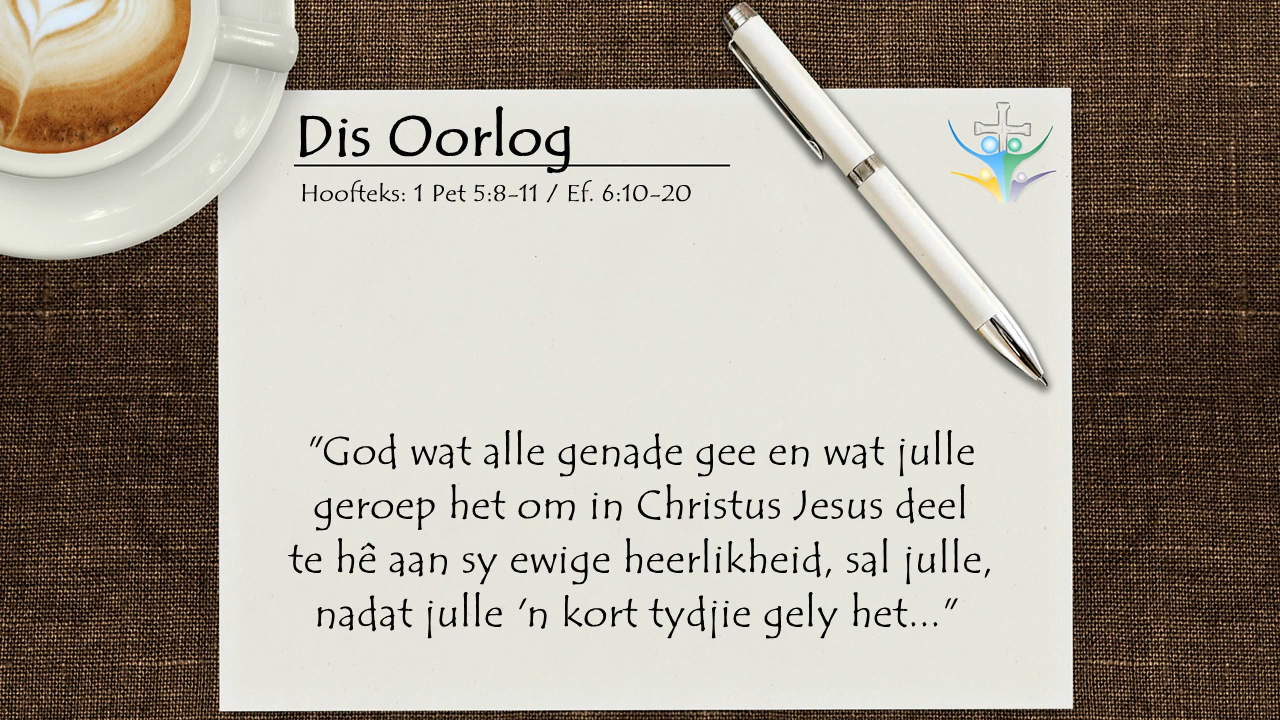 Dis Oorlog
Hoofteks: 1 Pet 5:8-11 / Ef. 6:10-20
"God wat alle genade gee en wat julle
geroep het om in Christus Jesus deel
te hê aan sy ewige heerlikheid, sal julle,
nadat julle 'n kort tydjie gely het..."